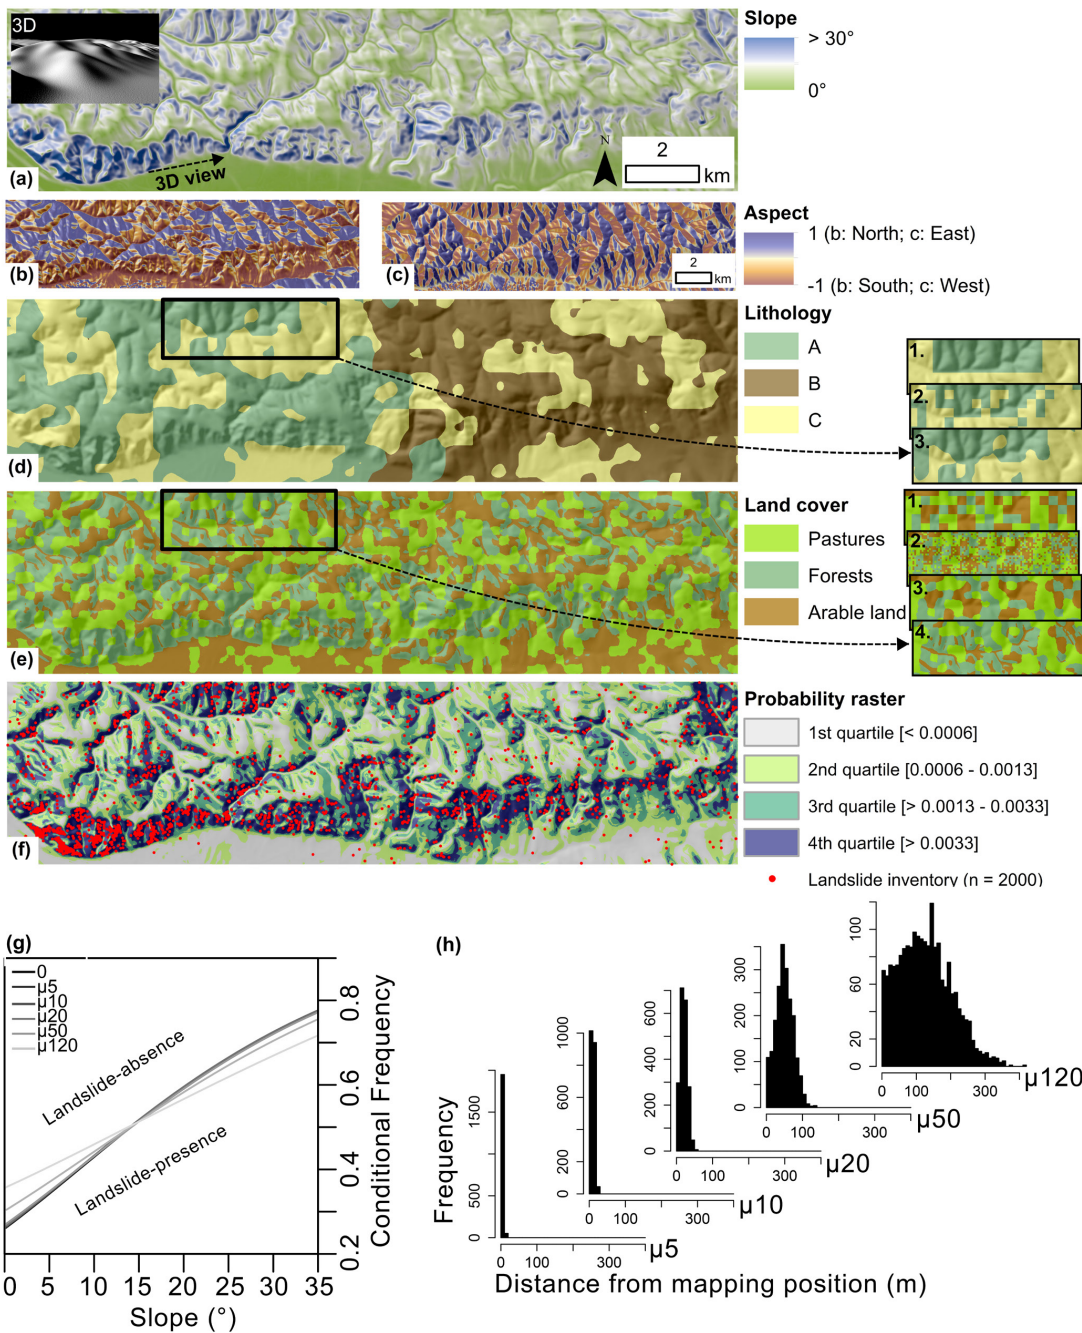 3D
Slope
> 30°
0°
N
2
km
3D view
(a)
Aspect
1 (b: North; c: East)
-1 (b: South; c: West)
(b)
(c)
2
km
Lithology
A
B
C
1.
2.
3.
(d)
Land cover
Pastures
Forests
Arable land
1.
2.
3.
4.
(e)
Probability raster
1st quartile [< 0.0006]
2nd quartile [0.0006 - 0.0013]
3rd quartile [> 0.0013 - 0.0033]
4th quartile [> 0.0033]
Landslide inventory (n = 2000)
(f)
(g)
0
µ5
µ10
µ20
µ50
µ120
Landslide-absence
Landslide-presence
0.8
0.6
0.4
0.2
Conditional Frequency
0 5 10 15 20 25 30 35
Slope (°)
(h)
Frequency
1500
500
0
0 100 300
µ5
1000
600
200
0
0 100 300
µ10
600
400
200
0
0 100 300
µ20
300
200
100
0
0 100 300
µ50
100
60
20
0
0 100 300
µ120
Distance from mapping position (m)